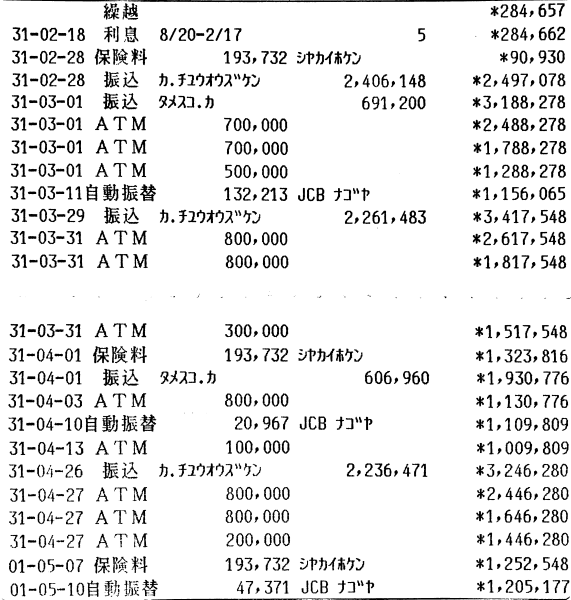 繰越 *284,657
31-02-18 利息 8/20-2/17 5 *284,662
31-02-28 保険料 193,732 シヤカイホケン *90,930
31-02-28 振込 カ.チユウオウズケン 2,406,148 *2,497,078
31-03-01 振込 タメスコ.カ 691,200 *3,188,278
31-03-01 ATM 700,000 *2,488,278
31-03-01 ATM 700,000 *1,788,278
31-03-01 ATM 500,000 *1,288,278
31-03-11自動振替 132,213 JCB ナゴヤ *1,156,065
31-03-29 振込 カ.チユウオウズケン 2,261,483 *3,417,548
31-03-31 ATM 800,000 *2,617,548
31-03-31 ATM 800,000 *1,817,548
31-03-31 ATM 300,000 *1,517,548
31-04-01 保険料 193,732 シヤカイホケン *1,323,816
31-04-01 振込 タメスコ.カ 606,960 *1,930,776
31-04-03 ATM 800,000 *1,130,776
31-04-10自動振替 20,967 JCB ナゴヤ *1,109,809
31-04-13 ATM 100,000 *1,009,809
31-04-26 振込 カ.チユウオウズケン 2,236,471 *3,246,280
31-04-27 ATM 800,000 *2,446,280
31-04-27 ATM 800,000 *1,646,280
31-04-27 ATM 200,000 *1,446,280
01-05-07 保険料 193,732 シヤカイホケン *1,252,548
01-05-10自動振替 47,371 JCB ナゴヤ *1,205,177